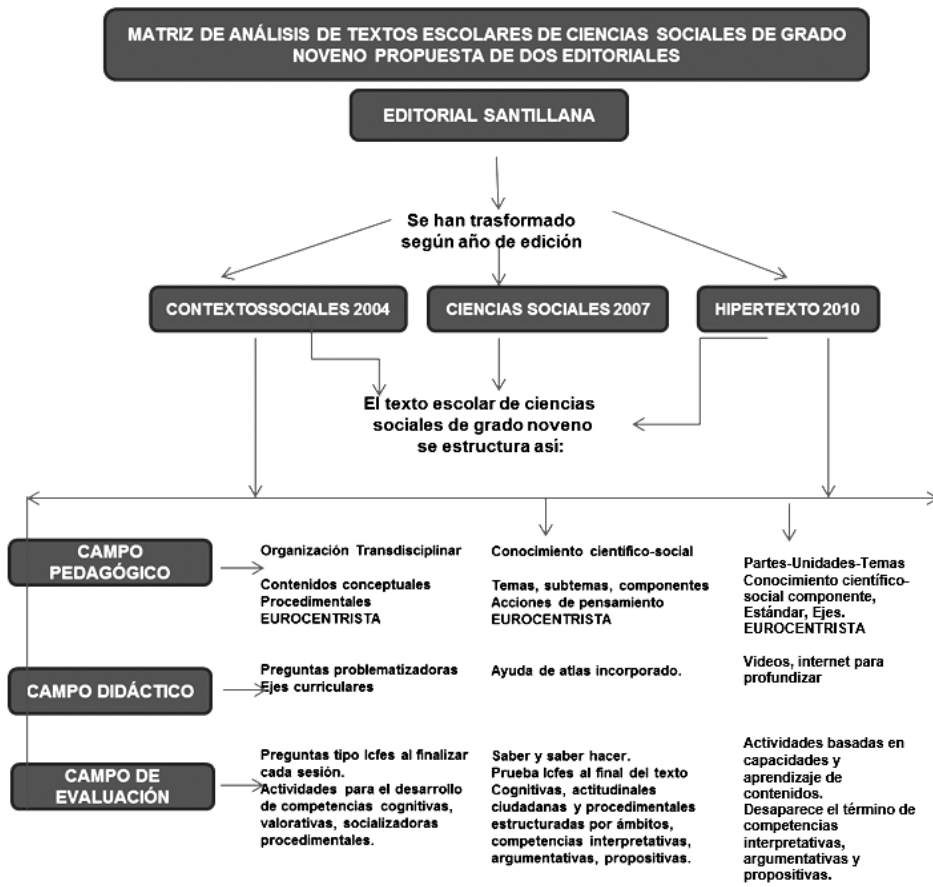 MATRIZ DE ANÁLISIS DE TEXTOS ESCOLARES DE CIENCIAS SOCIALES DE GRADO
NOVENO PROPUESTA DE DOS EDITORIALES
EDITORIAL SANTILLANA
Se han trasformado
según año de edición
CONTEXTOSSOCIALES 2004
CIENCIAS SOCIALES 2007
HIPERTEXTO 2010
El texto escolar de ciencias
sociales de grado noveno
se estructura así:
CAMPO
PEDAGÓGICO
Organización Transdisciplinar
Contenidos conceptuales
Procedimentales
EUROCENTRISTA
Conocimiento científico-social
Temas, subtemas, componentes
Acciones de pensamiento
EUROCENTRISTA
Partes-Unidades-Temas
Conocimiento científico-
social componente,
Estándar, Ejes.
EUROCENTRISTA
CAMPO DIDÁCTICO
Preguntas problematizadoras
Ejes curriculares
Ayuda de atlas incorporado.
Videos, internet para
profundizar
CAMPO DE
EVALUACIÓN
Preguntas tipo Icfes al finalizar
cada sesión.
Actividades para el desarrollo
de competencias cognitivas,
valorativas, socializadoras
procedimentales.
Saber y saber hacer.
Prueba Icfes al final del texto
Cognitivas, actitudinales
ciudadanas y procedimentales
estructuradas por ámbitos,
competencias interpretativas,
argumentativas, propositivas.
Actividades basadas en
capacidades y
aprendizaje de
contenidos.
Desaparece el término de
competencias
interpretativas,
argumentativas y
propositivas.